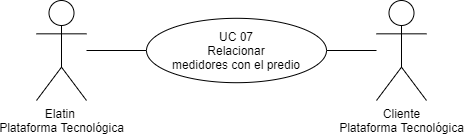 UC 07
Relacionar
medidores con el predio
Elatin
Plataforma Tecnológica
Cliente
Plataforma Tecnológica